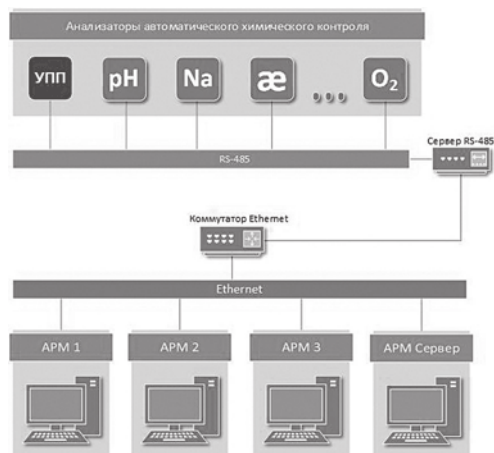 Анализаторы автоматического химического контроля
УПП pH Na æ ... O₂
Сервер RS-485
RS-485
Коммутатор Ethernet
Ethernet
АРМ 1 АРМ 2 АРМ 3 АРМ Сервер